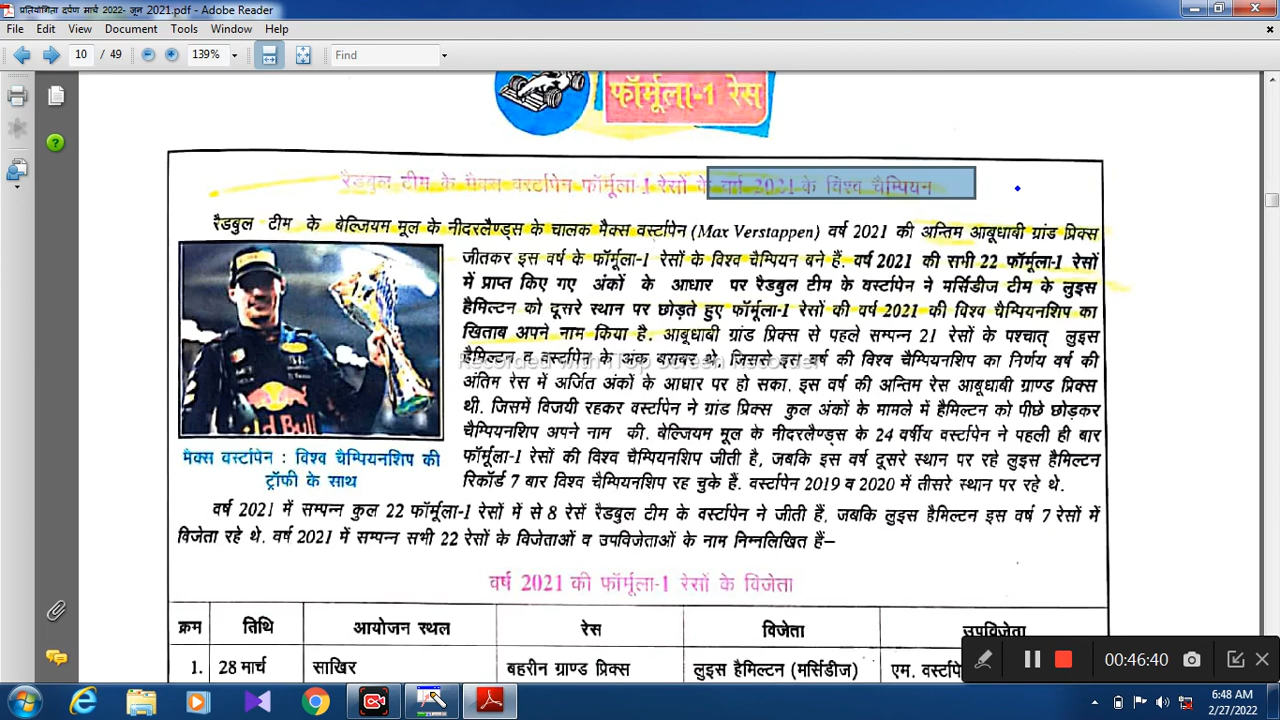 प्रतियोगिता दर्पण मार्च 2022- जून 2021.pdf - Adobe Reader
File Edit View Document Tools Window Help
10 / 49 139% Find
फॉर्मूला-1 रेस
रैडबुल टीम के मैक्स वर्स्टापेन फॉर्मूला-1 रेसों के वर्ष 2021 के विश्व चैम्पियन
रैडबुल टीम के बेल्जियम मूल के नीदरलैण्ड्स के चालक मैक्स वर्स्टापेन (Max Verstappen) वर्ष 2021 की अन्तिम आबूधाबी ग्रांड प्रिक्स
जीतकर इस वर्ष के फॉर्मूला-1 रेसों के विश्व चैम्पियन बने हैं. वर्ष 2021 की सभी 22 फॉर्मूला-1 रेसों
में प्राप्त किए गए अंकों के आधार पर रैडबुल टीम के वर्स्टापेन ने मर्सिडीज टीम के लुइस
हैमिल्टन को दूसरे स्थान पर छोड़ते हुए फॉर्मूला-1 रेसों की वर्ष 2021 की विश्व चैम्पियनशिप का
खिताब अपने नाम किया है. आबूधाबी ग्रांड प्रिक्स से पहले सम्पन्न 21 रेसों के पश्चात् लुइस
हैमिल्टन व वर्स्टापेन के अंक बराबर थे, जिससे इस वर्ष की विश्व चैम्पियनशिप का निर्णय वर्ष की
अंतिम रेस में अर्जित अंकों के आधार पर हो सका. इस वर्ष की अन्तिम रेस आबूधाबी ग्राण्ड प्रिक्स
थी. जिसमें विजयी रहकर वर्स्टापेन ने ग्रांड प्रिक्स कुल अंकों के मामले में हैमिल्टन को पीछे छोड़कर
चैम्पियनशिप अपने नाम की. बेल्जियम मूल के नीदरलैण्ड्स के 24 वर्षीय वर्स्टापेन ने पहली ही बार
फॉर्मूला-1 रेसों की विश्व चैम्पियनशिप जीती है, जबकि इस वर्ष दूसरे स्थान पर रहे लुइस हैमिल्टन
रिकॉर्ड 7 बार विश्व चैम्पियनशिप रह चुके हैं. वर्स्टापेन 2019 व 2020 में तीसरे स्थान पर रहे थे.
मैक्स वर्स्टापेन : विश्व चैम्पियनशिप की
ट्रॉफी के साथ
वर्ष 2021 में सम्पन्न कुल 22 फॉर्मूला-1 रेसों में से 8 रेसें रैडबुल टीम के वर्स्टापेन ने जीती हैं, जबकि लुइस हैमिल्टन इस वर्ष 7 रेसों में
विजेता रहे थे. वर्ष 2021 में सम्पन्न सभी 22 रेसों के विजेताओं व उपविजेताओं के नाम निम्नलिखित हैं–
वर्ष 2021 की फॉर्मूला-1 रेसों के विजेता
क्रम तिथि आयोजन स्थल रेस विजेता उपविजेता
1. 28 मार्च साखिर बहरीन ग्राण्ड प्रिक्स लुइस हैमिल्टन (मर्सिडीज) एम. वर्स्टापे
00:46:40
6:48 AM
2/27/2022